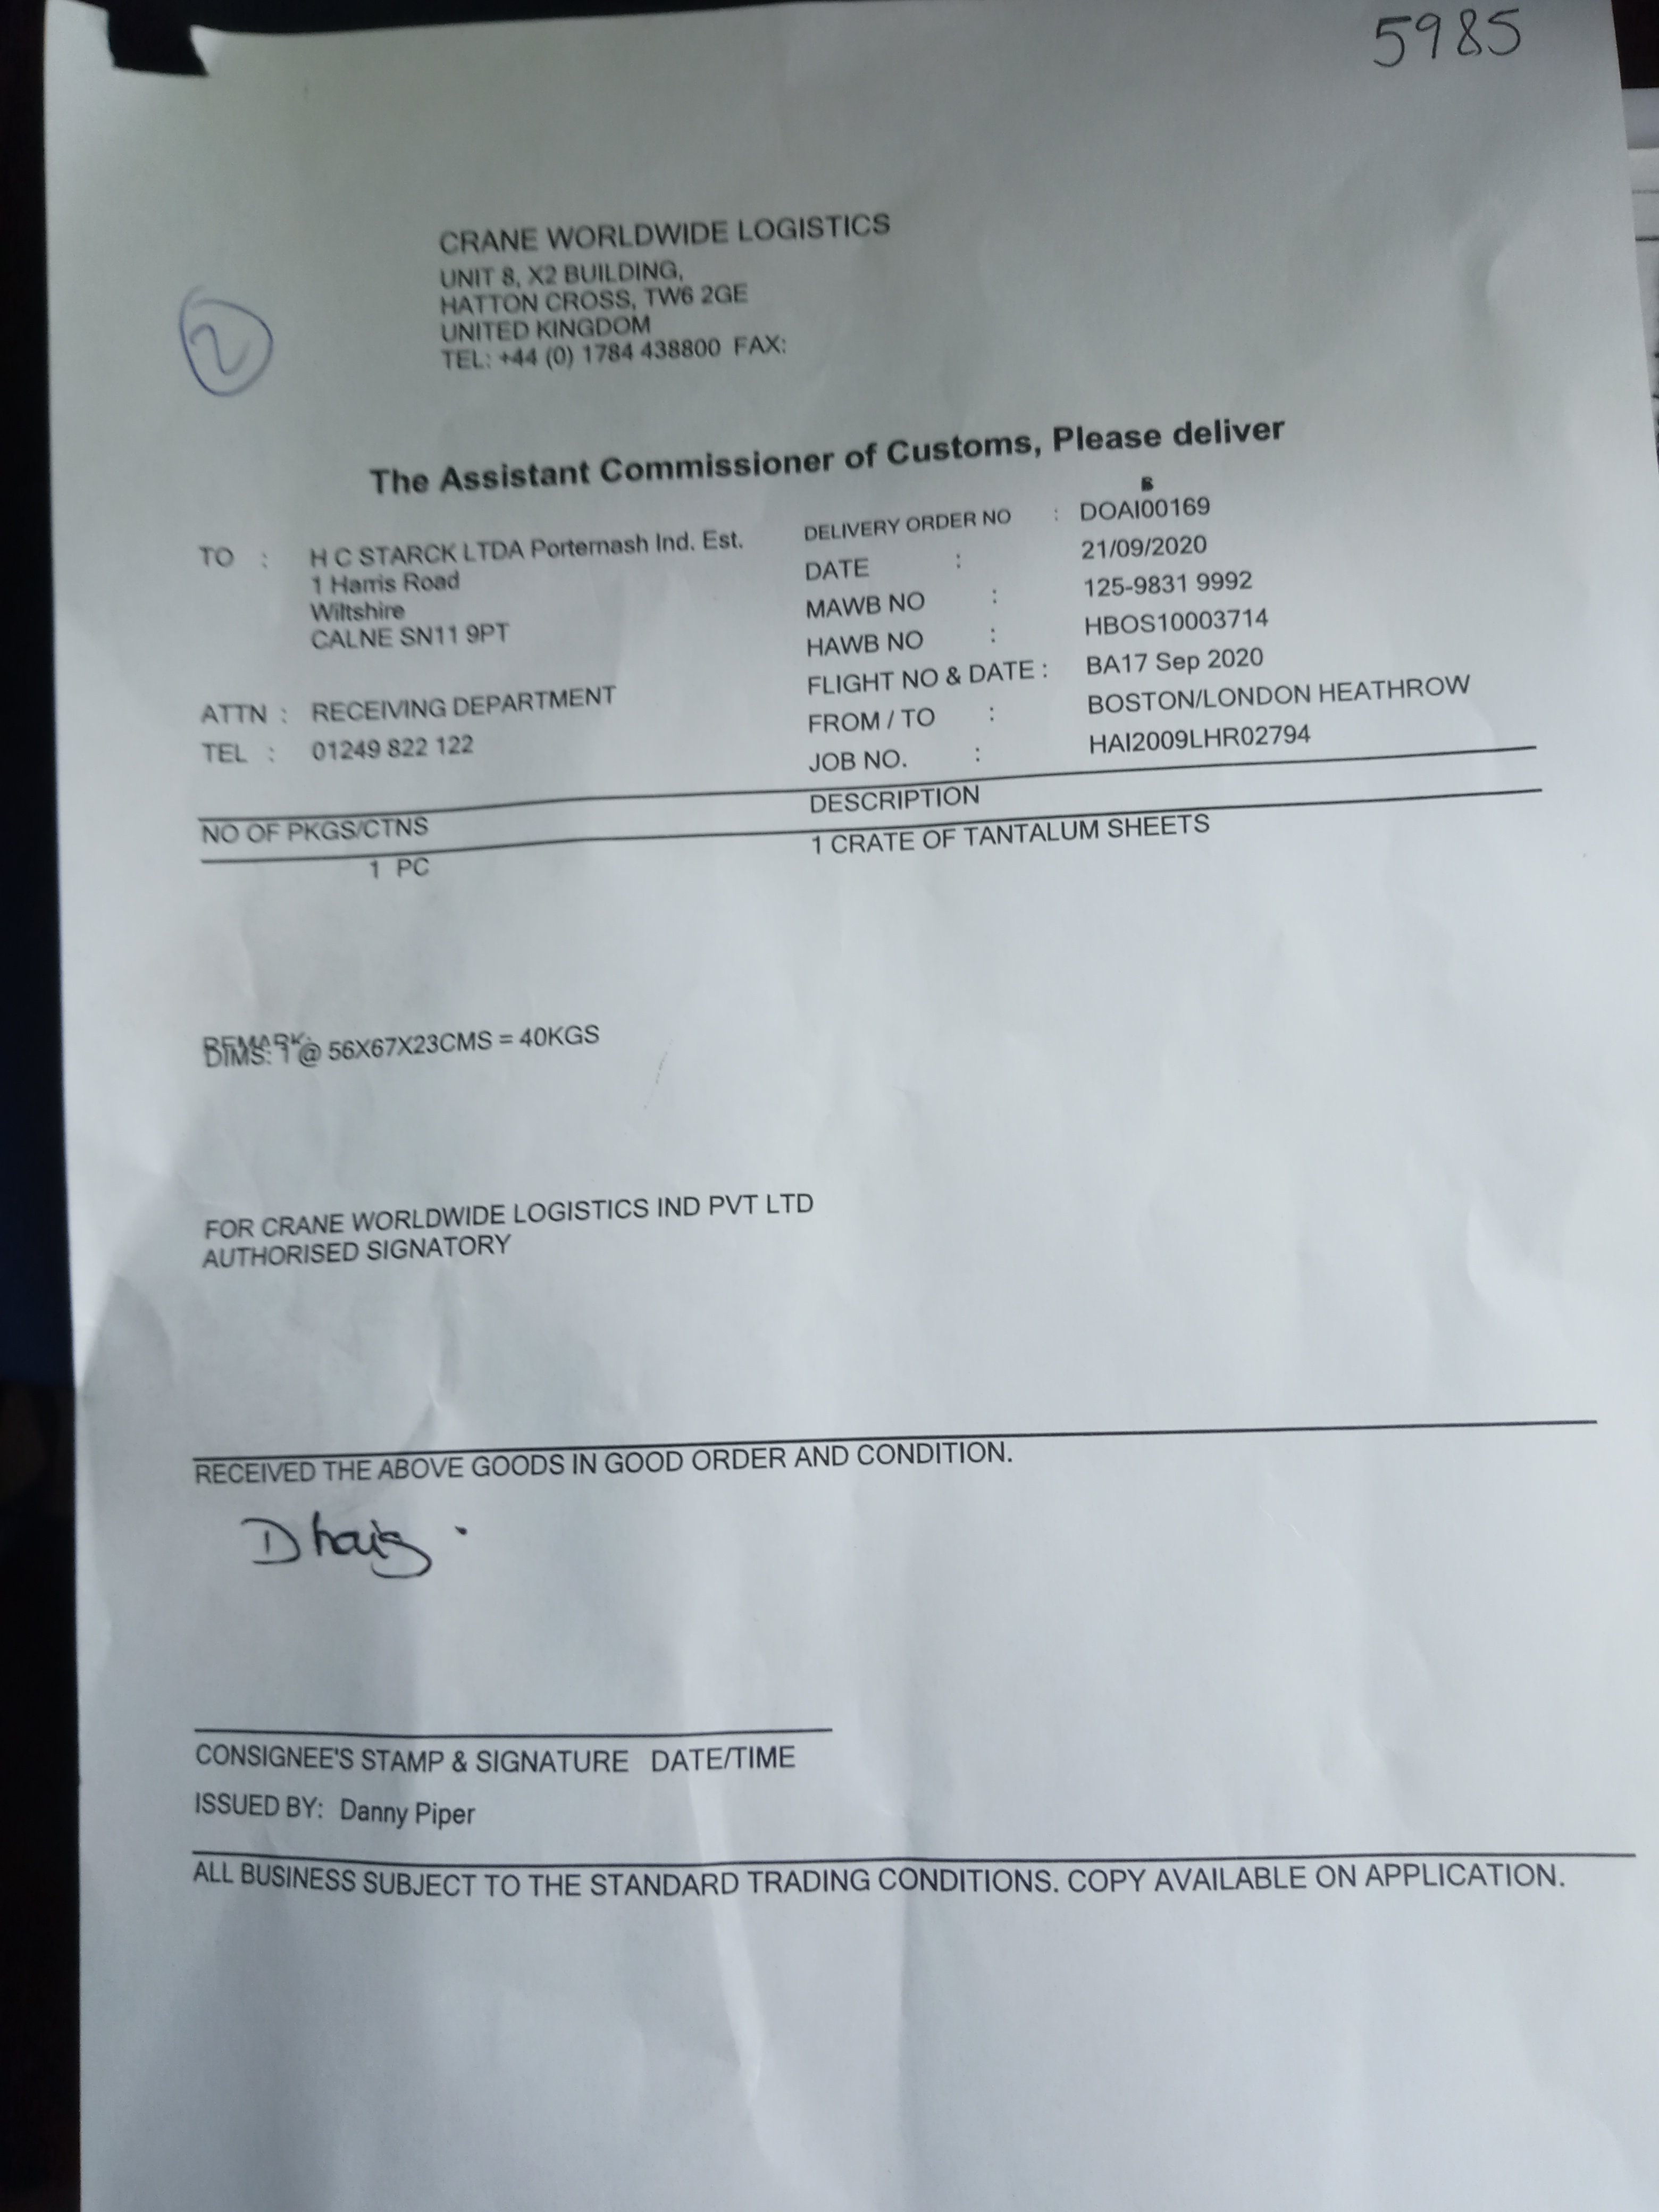 5985
CRANE WORLDWIDE LOGISTICS
UNIT 8, X2 BUILDING,
HATTON CROSS, TW6 2GE
UNITED KINGDOM
TEL: +44 (0) 1784 438800 FAX:
2
The Assistant Commissioner of Customs, Please deliver
TO : H C STARCK LTDA Porternash Ind. Est.
1 Harris Road
Wiltshire
CALNE SN11 9PT
ATTN : RECEIVING DEPARTMENT
TEL : 01249 822 122
DELIVERY ORDER NO : DOAI00169
DATE : 21/09/2020
MAWB NO : 125-9831 9992
HAWB NO : HBOS10003714
FLIGHT NO & DATE : BA17 Sep 2020
FROM / TO : BOSTON/LONDON HEATHROW
JOB NO. : HAI2009LHR02794
NO OF PKGS/CTNS DESCRIPTION
1 PC 1 CRATE OF TANTALUM SHEETS
REMARK:
DIMS: 1 @ 56X67X23CMS = 40KGS
FOR CRANE WORLDWIDE LOGISTICS IND PVT LTD
AUTHORISED SIGNATORY
RECEIVED THE ABOVE GOODS IN GOOD ORDER AND CONDITION.
D haig
CONSIGNEE'S STAMP & SIGNATURE DATE/TIME
ISSUED BY: Danny Piper
ALL BUSINESS SUBJECT TO THE STANDARD TRADING CONDITIONS. COPY AVAILABLE ON APPLICATION.